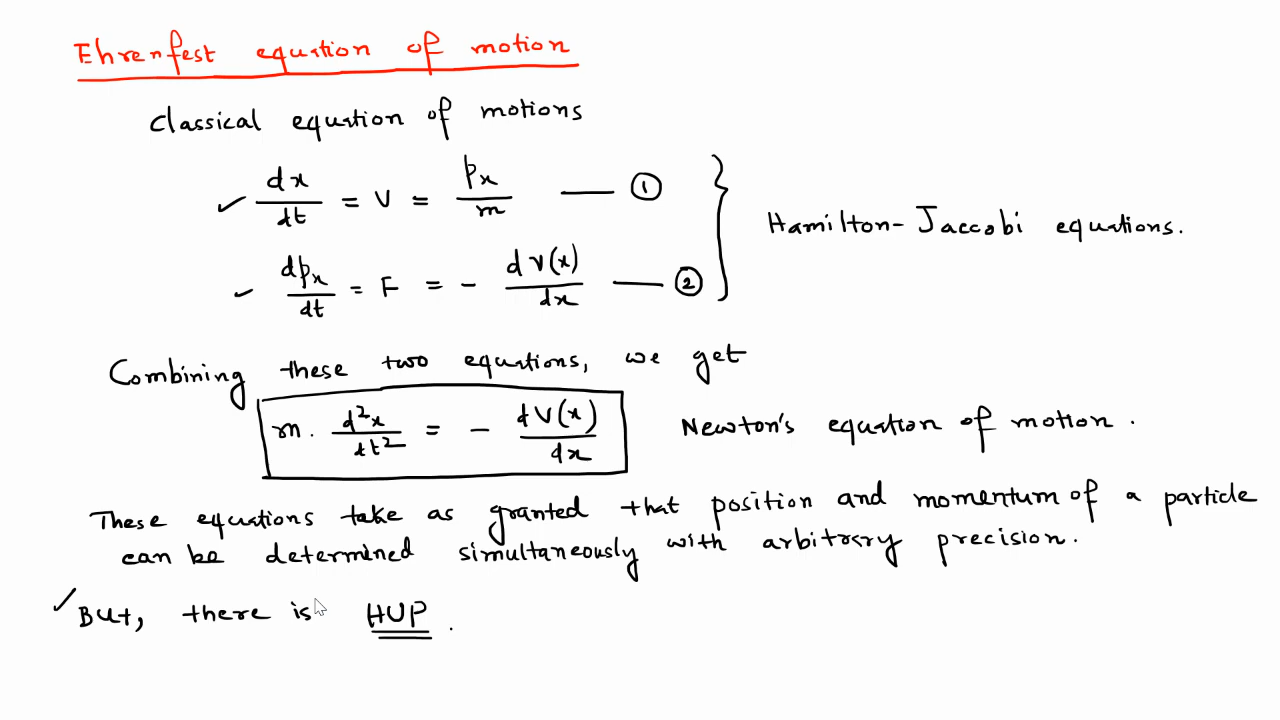 Ehrenfest equation of motion
Classical equation of motions
✓ dx/dt = V = px/m —— ①
Hamilton-Jaccobi equations.
✓ dpx/dt = F = - dV(x)/dx —— ②
Combining these two equations, we get
m. d²x/dt² = - dV(x)/dx Newton's equation of motion.
These equations take as granted that position and momentum of a particle
can be determined simultaneously with arbitrary precision.
✓ But, there is HUP.